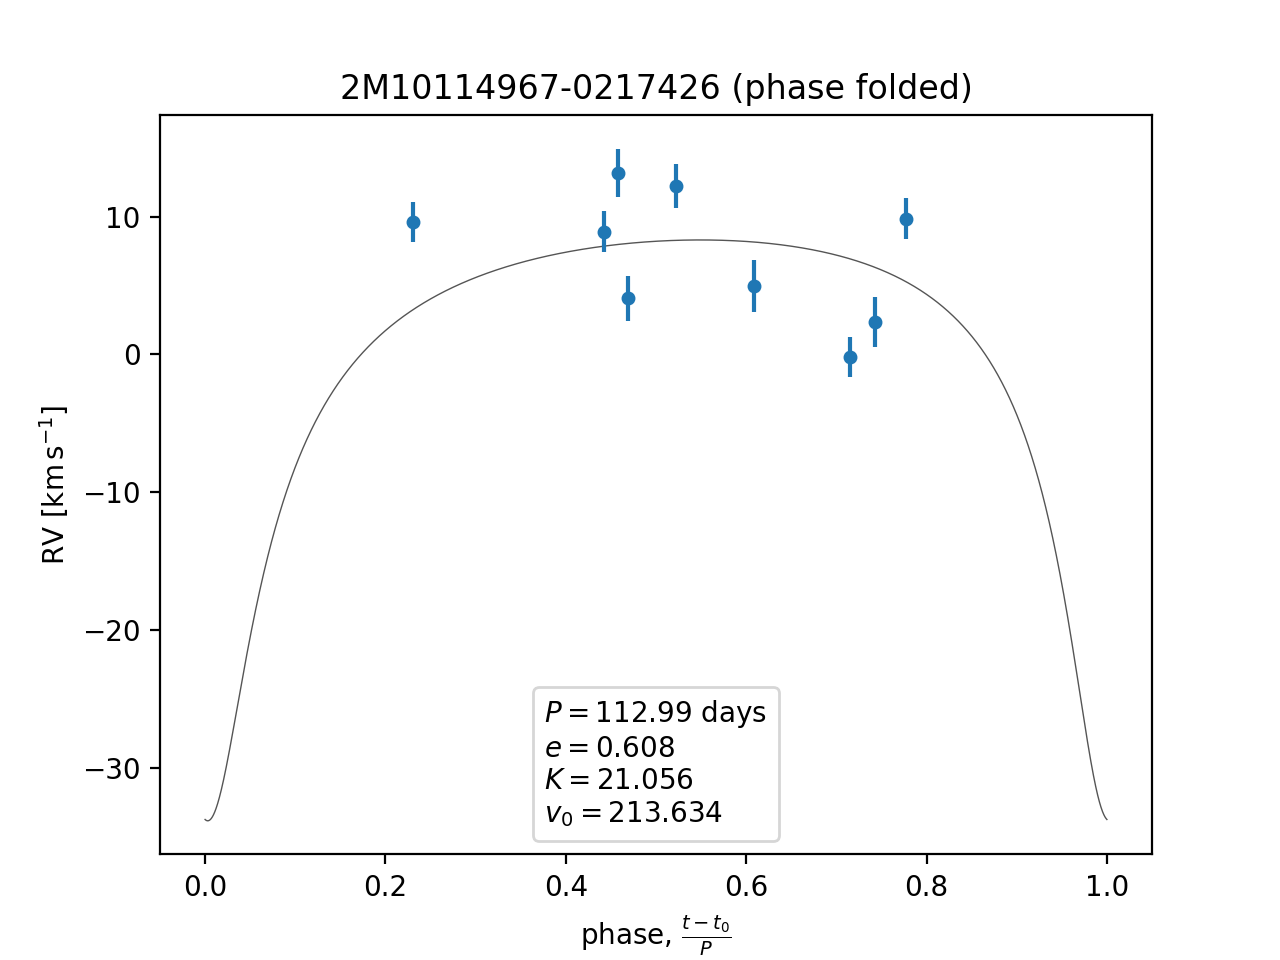 2M10114967-0217426 (phase folded)
RV [km s⁻¹]
10
0
−10
−20
−30
P = 112.99 days
e = 0.608
K = 21.056
v₀ = 213.634
0.0 0.2 0.4 0.6 0.8 1.0
phase, (t − t₀)/P